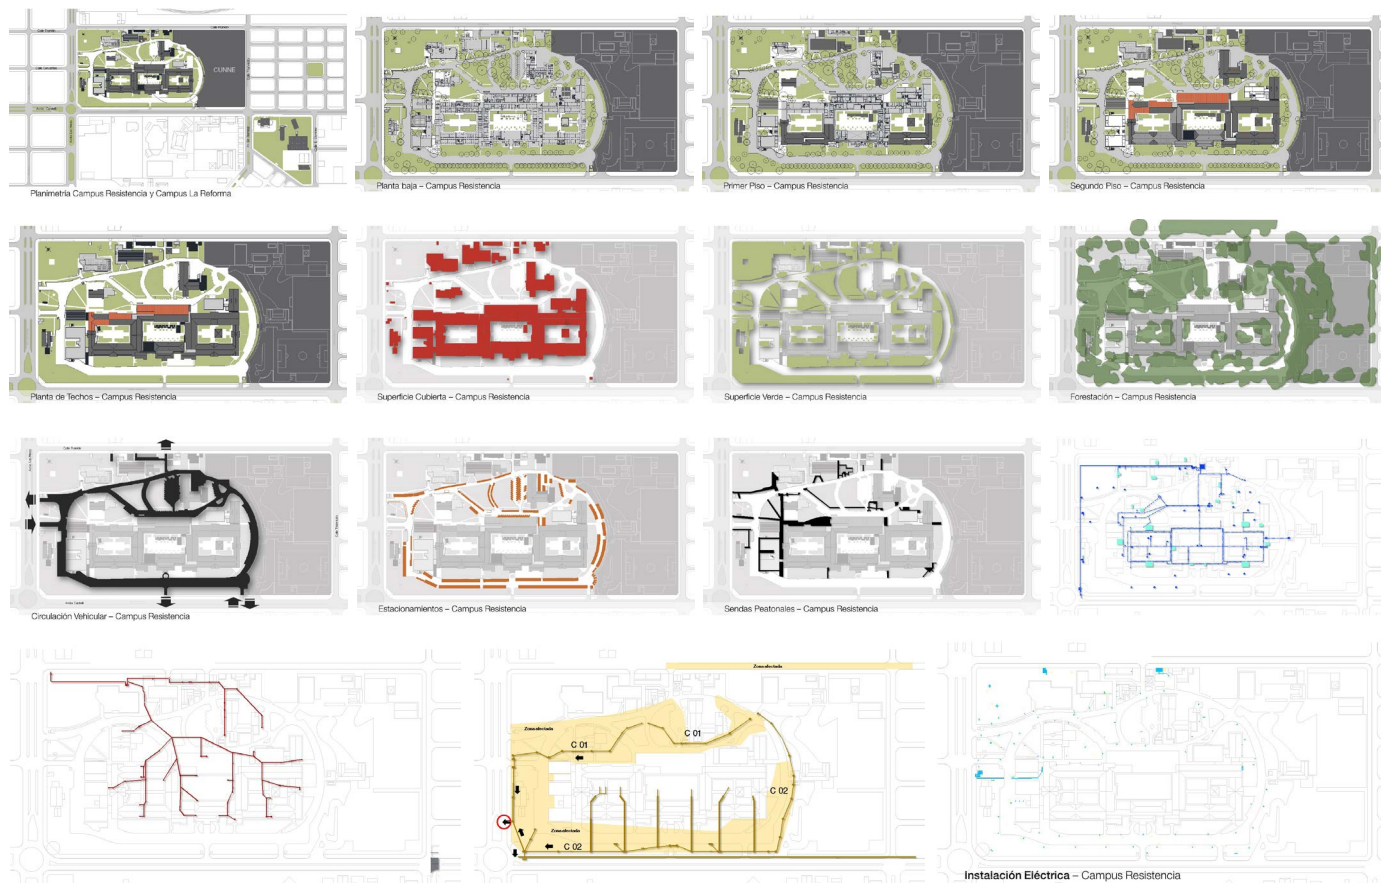 CUNNE
Planimetría Campus Resistencia y Campus La Reforma
Planta baja – Campus Resistencia
Primer Piso – Campus Resistencia
Segundo Piso – Campus Resistencia
Planta de Techos – Campus Resistencia
Superficie Cubierta – Campus Resistencia
Superficie Verde – Campus Resistencia
Forestación – Campus Resistencia
Circulación Vehicular – Campus Resistencia
Estacionamientos – Campus Resistencia
Sendas Peatonales – Campus Resistencia
Zona afectada
Zona afectada
C 01
C 01
C 02
Zona afectada
C 02
Instalación Eléctrica – Campus Resistencia